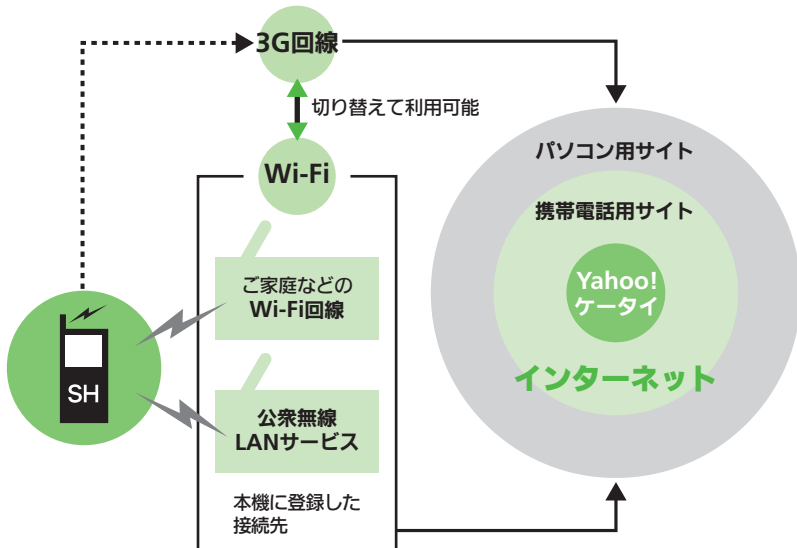 3G回線
切り替えて利用可能
Wi-Fi
ご家庭などの
Wi-Fi回線
公衆無線
LANサービス
本機に登録した
接続先
SH
パソコン用サイト
携帯電話用サイト
Yahoo!
ケータイ
インターネット